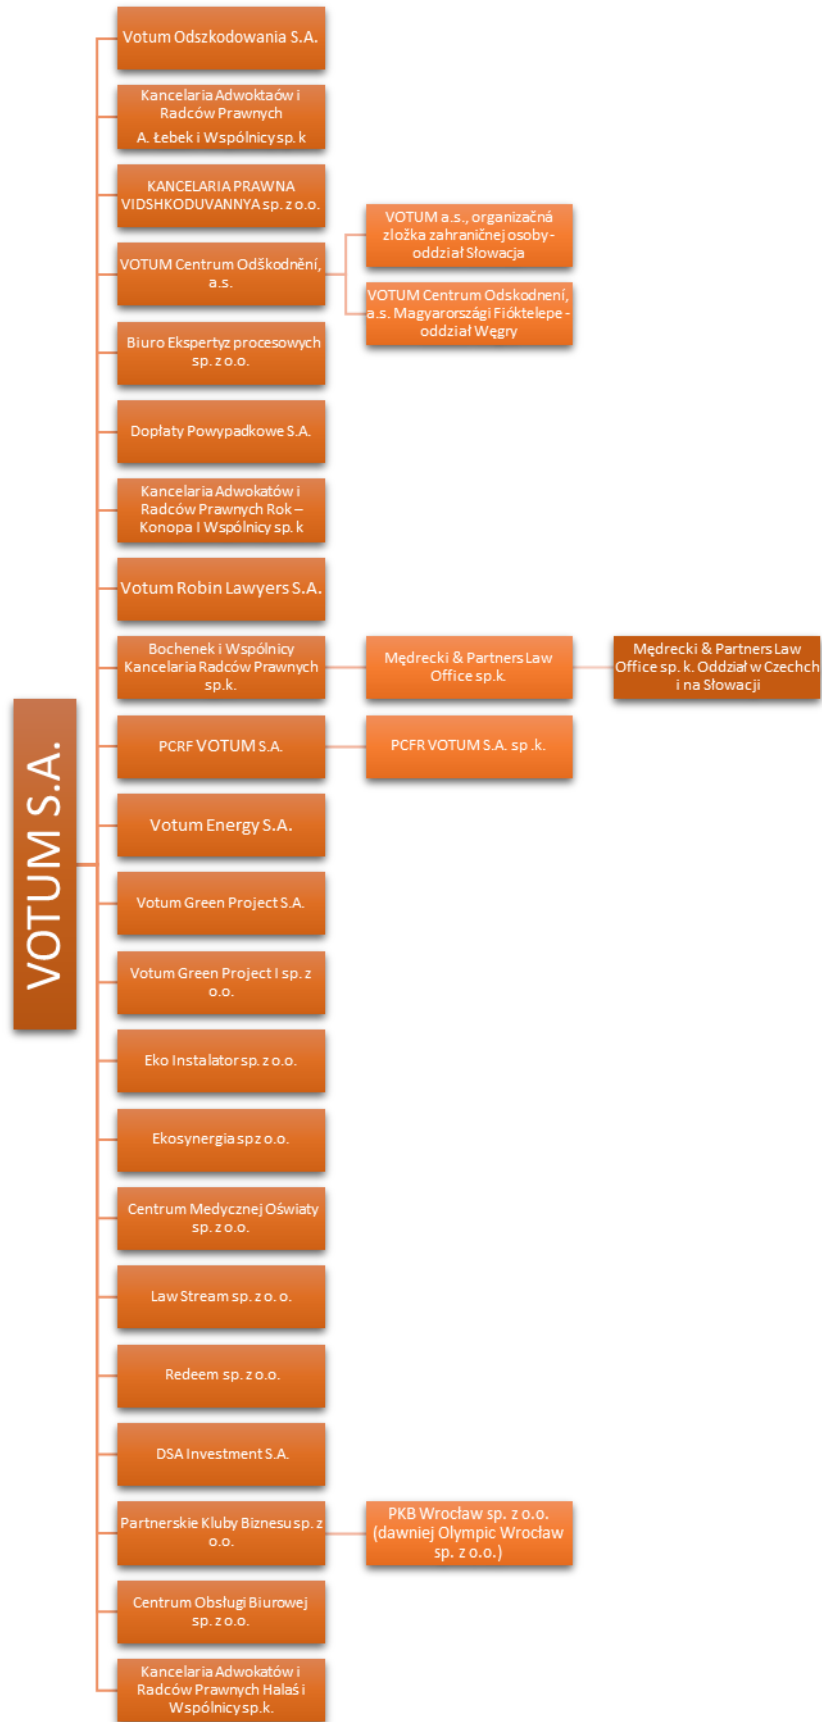 VOTUM S.A.
Votum Odszkodowania S.A.
Kancelaria Adwoktaów i
Radców Prawnych
A. Łebek i Wspólnicy sp. k
KANCELARIA PRAWNA
VIDSHKODUVANNYA sp. z o.o.
VOTUM Centrum Odškodnění,
a.s.
VOTUM a.s., organizačná
zložka zahraničnej osoby -
oddział Słowacja
VOTUM Centrum Odskodnení,
a.s. Magyarországi Fióktelepe -
oddział Węgry
Biuro Ekspertyz procesowych
sp. z o.o.
Dopłaty Powypadkowe S.A.
Kancelaria Adwokatów i
Radców Prawnych Rok –
Konopa I Wspólnicy sp. k
Votum Robin Lawyers S.A.
Bochenek i Wspólnicy
Kancelaria Radców Prawnych
sp.k.
Mędrecki & Partners Law
Office sp.k.
Mędrecki & Partners Law
Office sp. k. Oddział w Czechch
i na Słowacji
PCRF VOTUM S.A.
PCFR VOTUM S.A. sp .k.
Votum Energy S.A.
Votum Green Project S.A.
Votum Green Project I sp. z
o.o.
Eko Instalator sp. z o.o.
Ekosynergia sp z o.o.
Centrum Medycznej Oświaty
sp. z o.o.
Law Stream sp. z o. o.
Redeem sp. z o.o.
DSA Investment S.A.
Partnerskie Kluby Biznesu sp. z
o.o.
PKB Wrocław sp. z o.o.
(dawniej Olympic Wrocław
sp. z o.o.)
Centrum Obsługi Biurowej
sp. z o.o.
Kancelaria Adwokatów i
Radców Prawnych Halaś i
Wspólnicy sp.k.